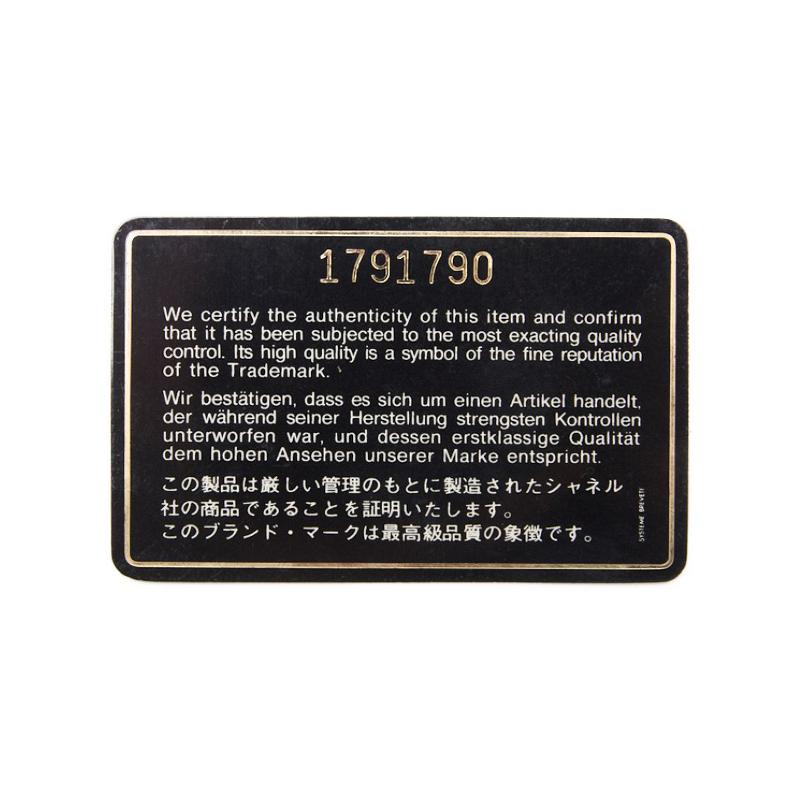 1791790
We certify the authenticity of this item and confirm
that it has been subjected to the most exacting quality
control. Its high quality is a symbol of the fine reputation
of the Trademark.
Wir bestätigen, dass es sich um einen Artikel handelt,
der während seiner Herstellung strengsten Kontrollen
unterworfen war, und dessen erstklassige Qualität
dem hohen Ansehen unserer Marke entspricht.
この製品は厳しい管理のもとに製造されたシャネル
社の商品であることを証明いたします。
このブランド・マークは最高級品質の象徴です。
SYSTEME BREVETE